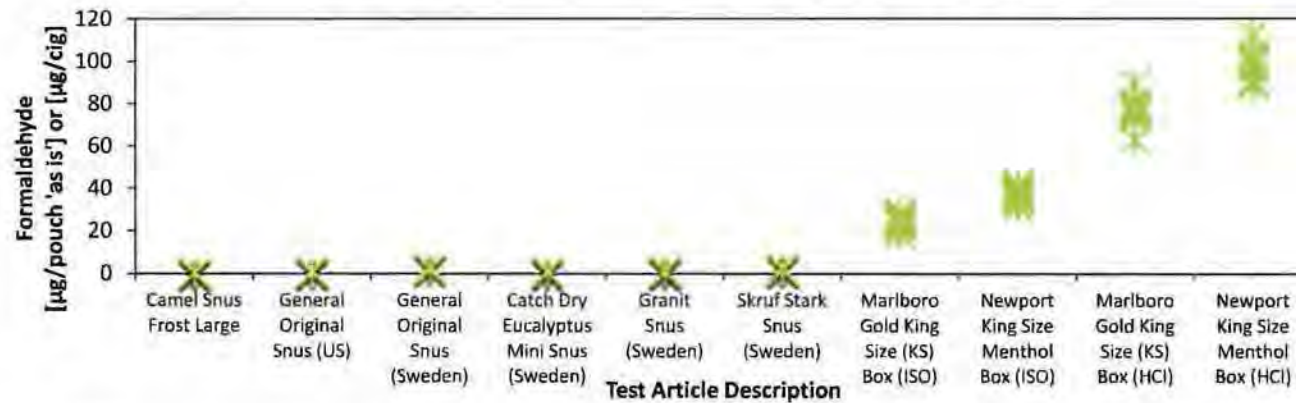 Formaldehyde
[µg/pouch 'as is'] or [µg/cig]
120
100
80
60
40
20
0
Camel Snus
Frost Large
General
Original
Snus (US)
General
Original
Snus
(Sweden)
Catch Dry
Eucalyptus
Mini Snus
(Sweden)
Granit
Snus
(Sweden)
Skruf Stark
Snus
(Sweden)
Marlboro
Gold King
Size (KS)
Box (ISO)
Newport
King Size
Menthol
Box (ISO)
Marlboro
Gold King
Size (KS)
Box (HCI)
Newport
King Size
Menthol
Box (HCI)
Test Article Description